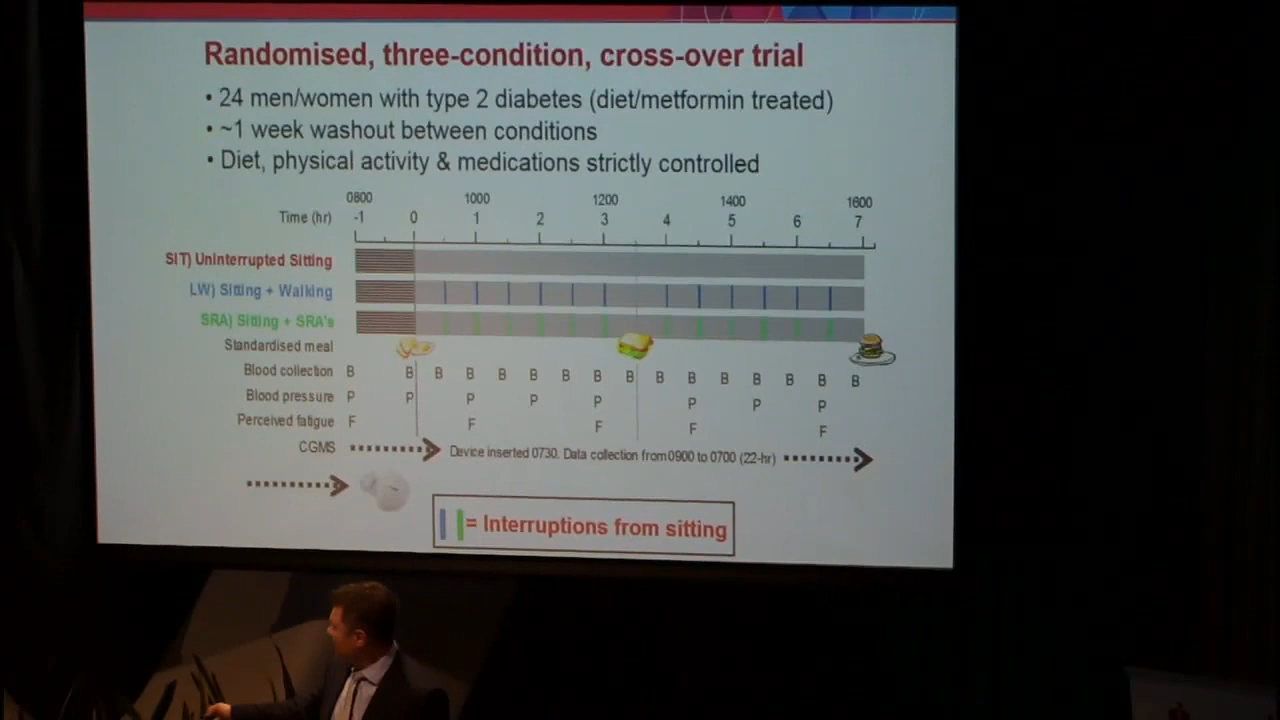 Randomised, three-condition, cross-over trial
• 24 men/women with type 2 diabetes (diet/metformin treated)
• ~1 week washout between conditions
• Diet, physical activity & medications strictly controlled
0800 1000 1200 1400 1600
Time (hr) -1 0 1 2 3 4 5 6 7
SIT) Uninterrupted Sitting
LW) Sitting + Walking
SRA) Sitting + SRA's
Standardised meal
Blood collection B B B B B B B B B B B B B B B B
Blood pressure P P P P P P P P
Perceived fatigue F F F F F
CGMS Device inserted 0730. Data collection from 0900 to 0700 (22-hr)
= Interruptions from sitting